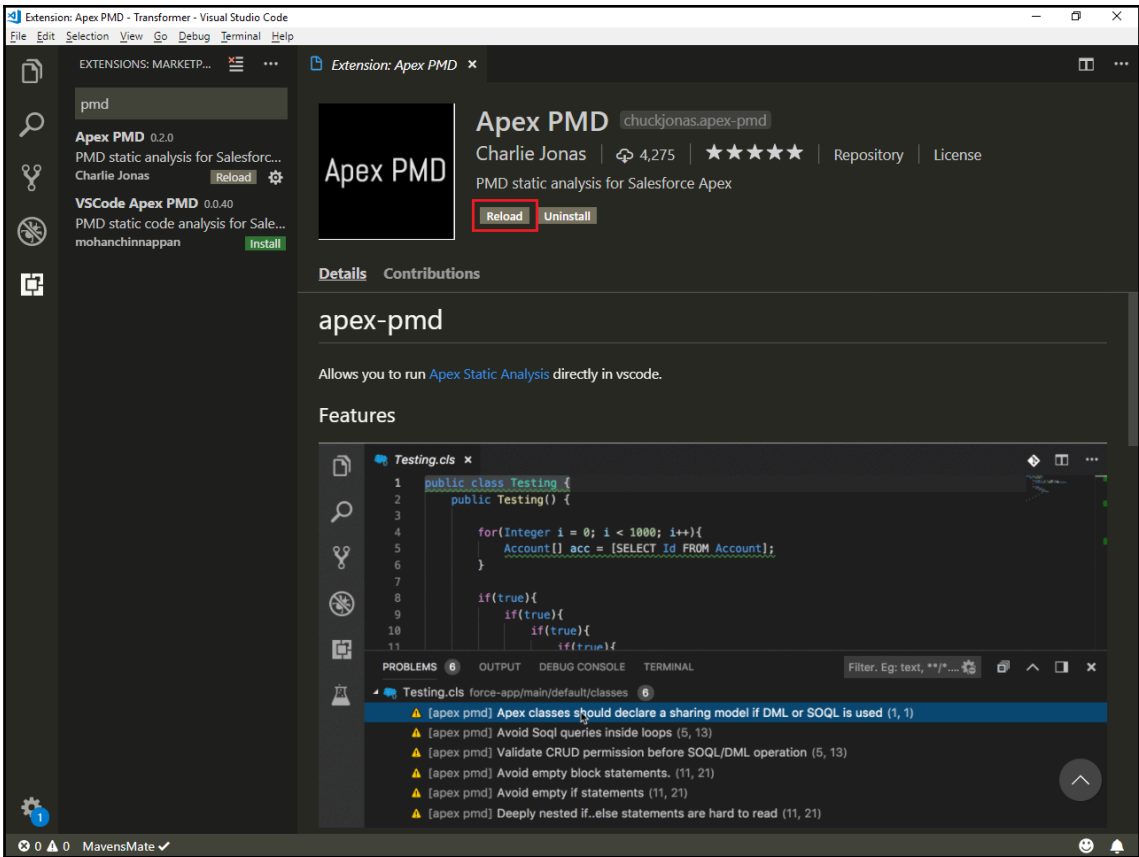 Extension: Apex PMD - Transformer - Visual Studio Code
File Edit Selection View Go Debug Terminal Help
EXTENSIONS: MARKETP...
pmd
Apex PMD 0.2.0
PMD static analysis for Salesforc...
Charlie Jonas Reload
VSCode Apex PMD 0.0.40
PMD static code analysis for Sale...
mohanchinnappan Install
Extension: Apex PMD
Apex PMD
Apex PMD chuckjonas.apex-pmd
Charlie Jonas 4,275 Repository License
PMD static analysis for Salesforce Apex
Reload Uninstall
Details Contributions
apex-pmd
Allows you to run Apex Static Analysis directly in vscode.
Features
Testing.cls
1 public class Testing {
2 public Testing() {
3
4 for(Integer i = 0; i < 1000; i++){
5 Account[] acc = [SELECT Id FROM Account];
6 }
7
8 if(true){
9 if(true){
10 if(true){
11 if(true){
PROBLEMS 6 OUTPUT DEBUG CONSOLE TERMINAL Filter. Eg: text, **/*....
Testing.cls force-app/main/default/classes 6
[apex pmd] Apex classes should declare a sharing model if DML or SOQL is used (1, 1)
[apex pmd] Avoid Soql queries inside loops (5, 13)
[apex pmd] Validate CRUD permission before SOQL/DML operation (5, 13)
[apex pmd] Avoid empty block statements. (11, 21)
[apex pmd] Avoid empty if statements (11, 21)
[apex pmd] Deeply nested if..else statements are hard to read (11, 21)
1
0 0 MavensMate